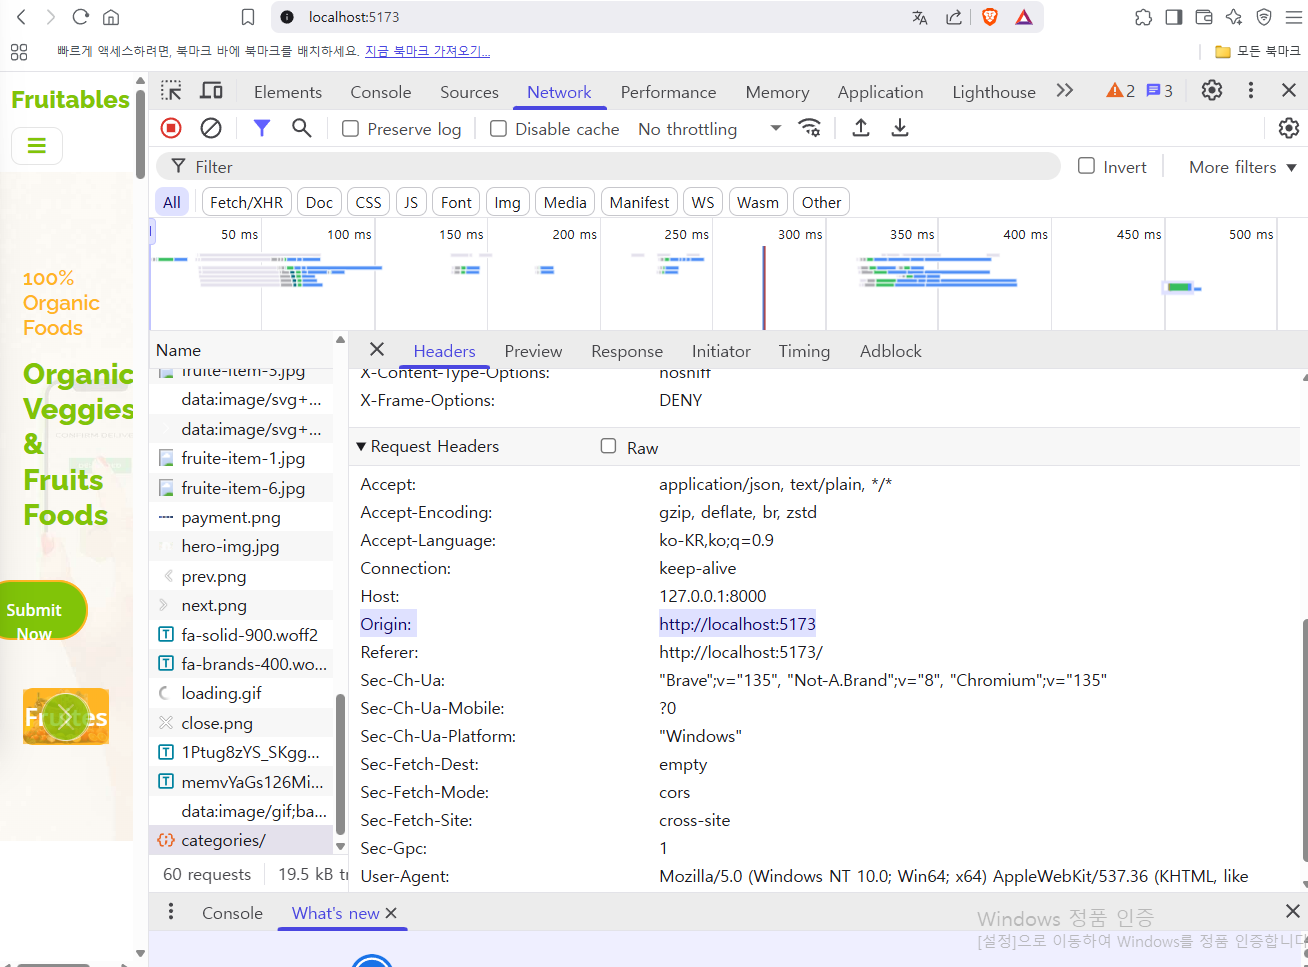 localhost:5173
빠르게 액세스하려면, 북마크 바에 북마크를 배치하세요. 지금 북마크 가져오기...
모든 북마크
Fruitables
100%
Organic
Foods
Organic
Veggies
&
Fruits
Foods
Submit
Now
Elements Console Sources Network Performance Memory Application Lighthouse 2 3
Preserve log Disable cache No throttling
Filter Invert More filters
All Fetch/XHR Doc CSS JS Font Img Media Manifest WS Wasm Other
50 ms 100 ms 150 ms 200 ms 250 ms 300 ms 350 ms 400 ms 450 ms 500 ms
Name
fruite-item-5.jpg
data:image/svg+...
data:image/svg+...
fruite-item-1.jpg
fruite-item-6.jpg
payment.png
hero-img.jpg
prev.png
next.png
fa-solid-900.woff2
fa-brands-400.wo...
loading.gif
close.png
1Ptug8zYS_SKgg...
memvYaGs126Mi...
data:image/gif;ba...
categories/
60 requests 19.5 kB tr
Headers Preview Response Initiator Timing Adblock
X-Content-Type-Options: nosniff
X-Frame-Options: DENY
Request Headers Raw
Accept: application/json, text/plain, */*
Accept-Encoding: gzip, deflate, br, zstd
Accept-Language: ko-KR,ko;q=0.9
Connection: keep-alive
Host: 127.0.0.1:8000
Origin: http://localhost:5173
Referer: http://localhost:5173/
Sec-Ch-Ua: "Brave";v="135", "Not-A.Brand";v="8", "Chromium";v="135"
Sec-Ch-Ua-Mobile: ?0
Sec-Ch-Ua-Platform: "Windows"
Sec-Fetch-Dest: empty
Sec-Fetch-Mode: cors
Sec-Fetch-Site: cross-site
Sec-Gpc: 1
User-Agent: Mozilla/5.0 (Windows NT 10.0; Win64; x64) AppleWebKit/537.36 (KHTML, like
Console What's new
Windows 정품 인증
[설정]으로 이동하여 Windows를 정품 인증합니다